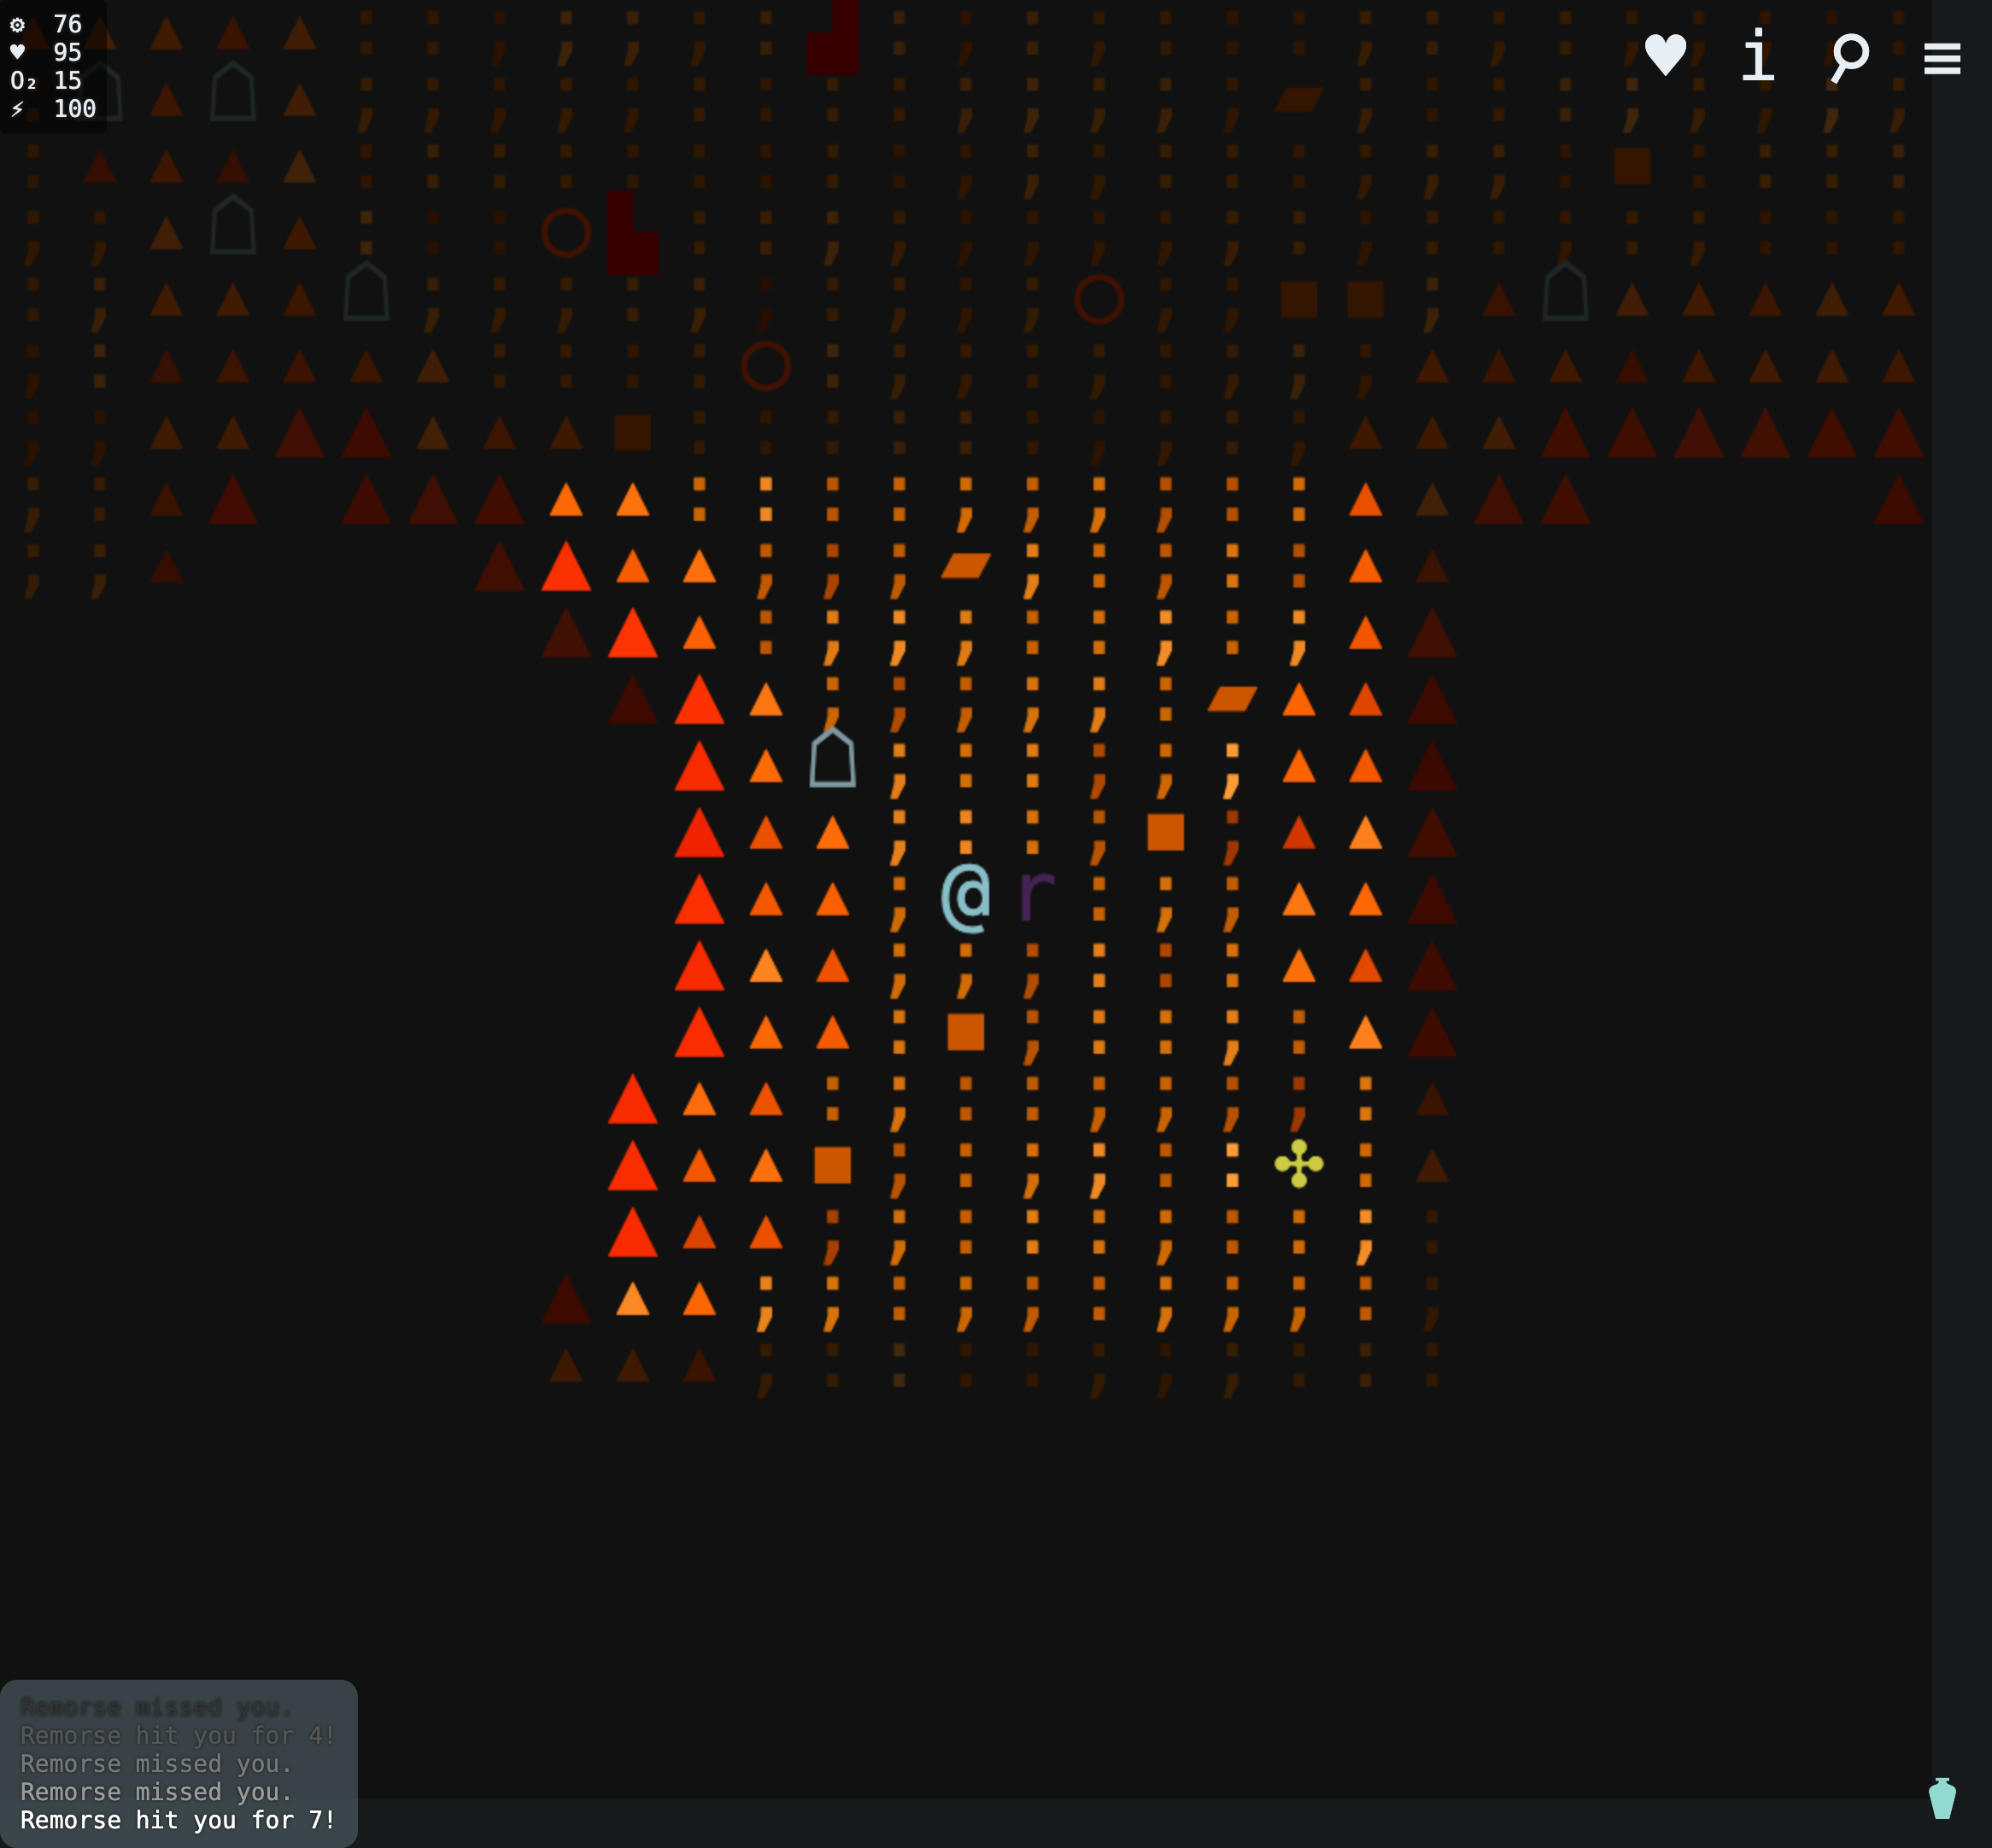 ⚙ 76
♥ 95
O₂ 15
⚡ 100
i
@ r
Remorse missed you.
Remorse hit you for 4!
Remorse missed you.
Remorse missed you.
Remorse hit you for 7!